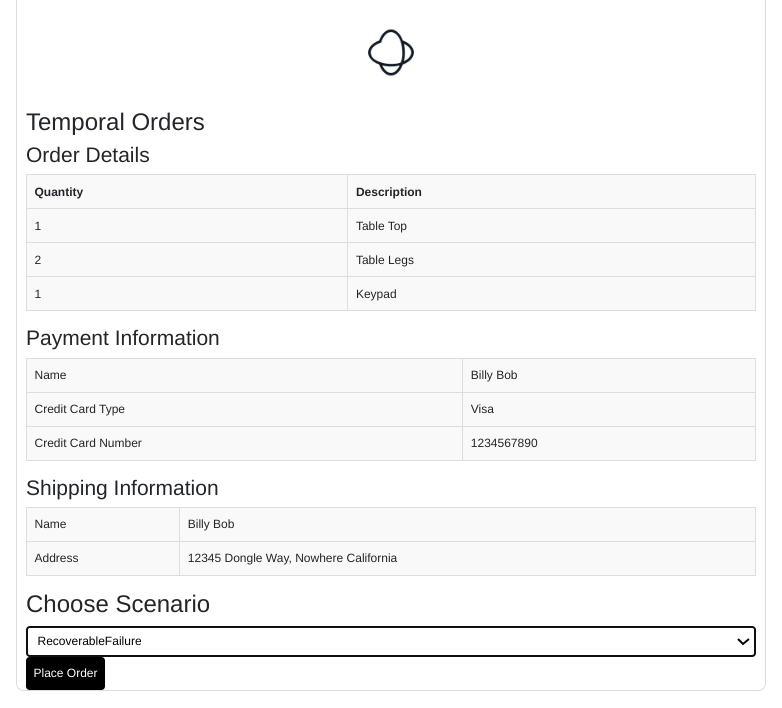 Temporal Orders
Order Details
Quantity Description
1 Table Top
2 Table Legs
1 Keypad
Payment Information
Name Billy Bob
Credit Card Type Visa
Credit Card Number 1234567890
Shipping Information
Name Billy Bob
Address 12345 Dongle Way, Nowhere California
Choose Scenario
RecoverableFailure
Place Order